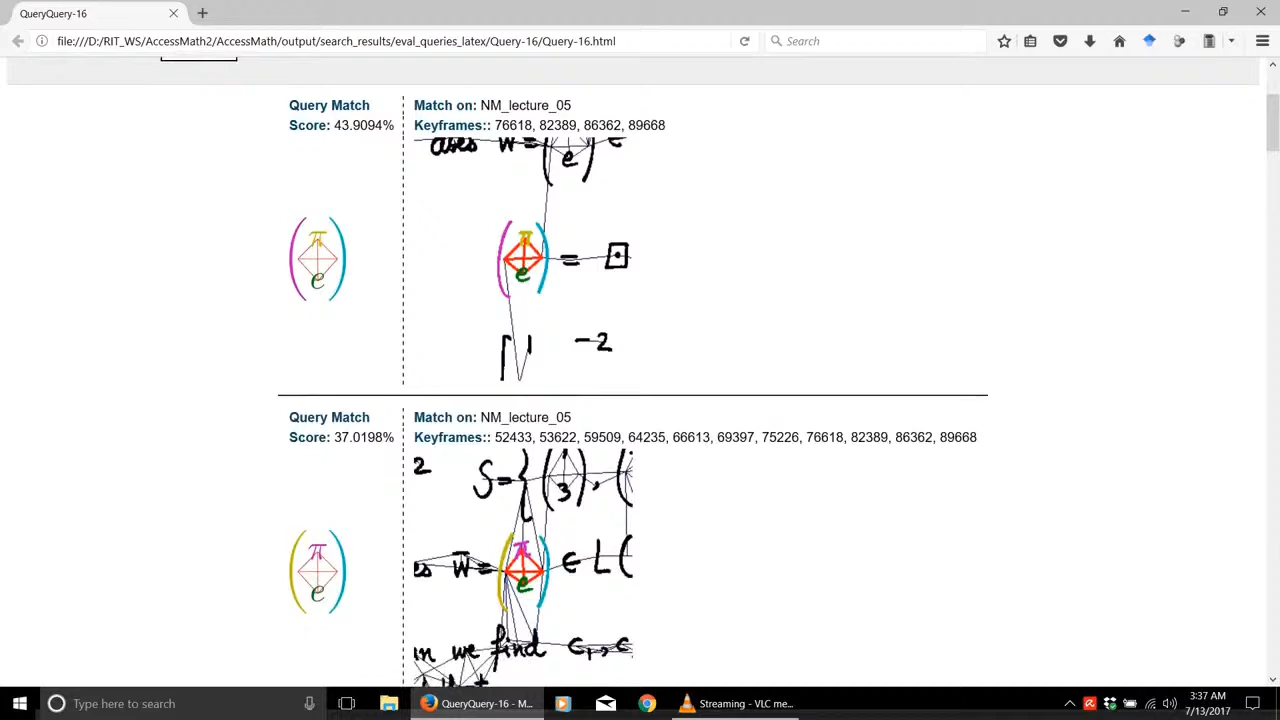 QueryQuery-16
file:///D:/RIT_WS/AccessMath2/AccessMath/output/search_results/eval_queries_latex/Query-16/Query-16.html
Search
Query Match
Score: 43.9094%
Match on: NM_lecture_05
Keyframes:: 76618, 82389, 86362, 89668
W = ( e ) e
( π e )
( π e ) = ⊡
1 -2
Query Match
Score: 37.0198%
Match on: NM_lecture_05
Keyframes:: 52433, 53622, 59509, 64235, 66613, 69397, 75226, 76618, 82389, 86362, 89668
2 S = { ( 3 ) , (
( π e )
W = ( π e ) ∈ L (
we find c₁, c
Type here to search
QueryQuery-16 - M...
Streaming - VLC me...
3:37 AM
7/13/2017